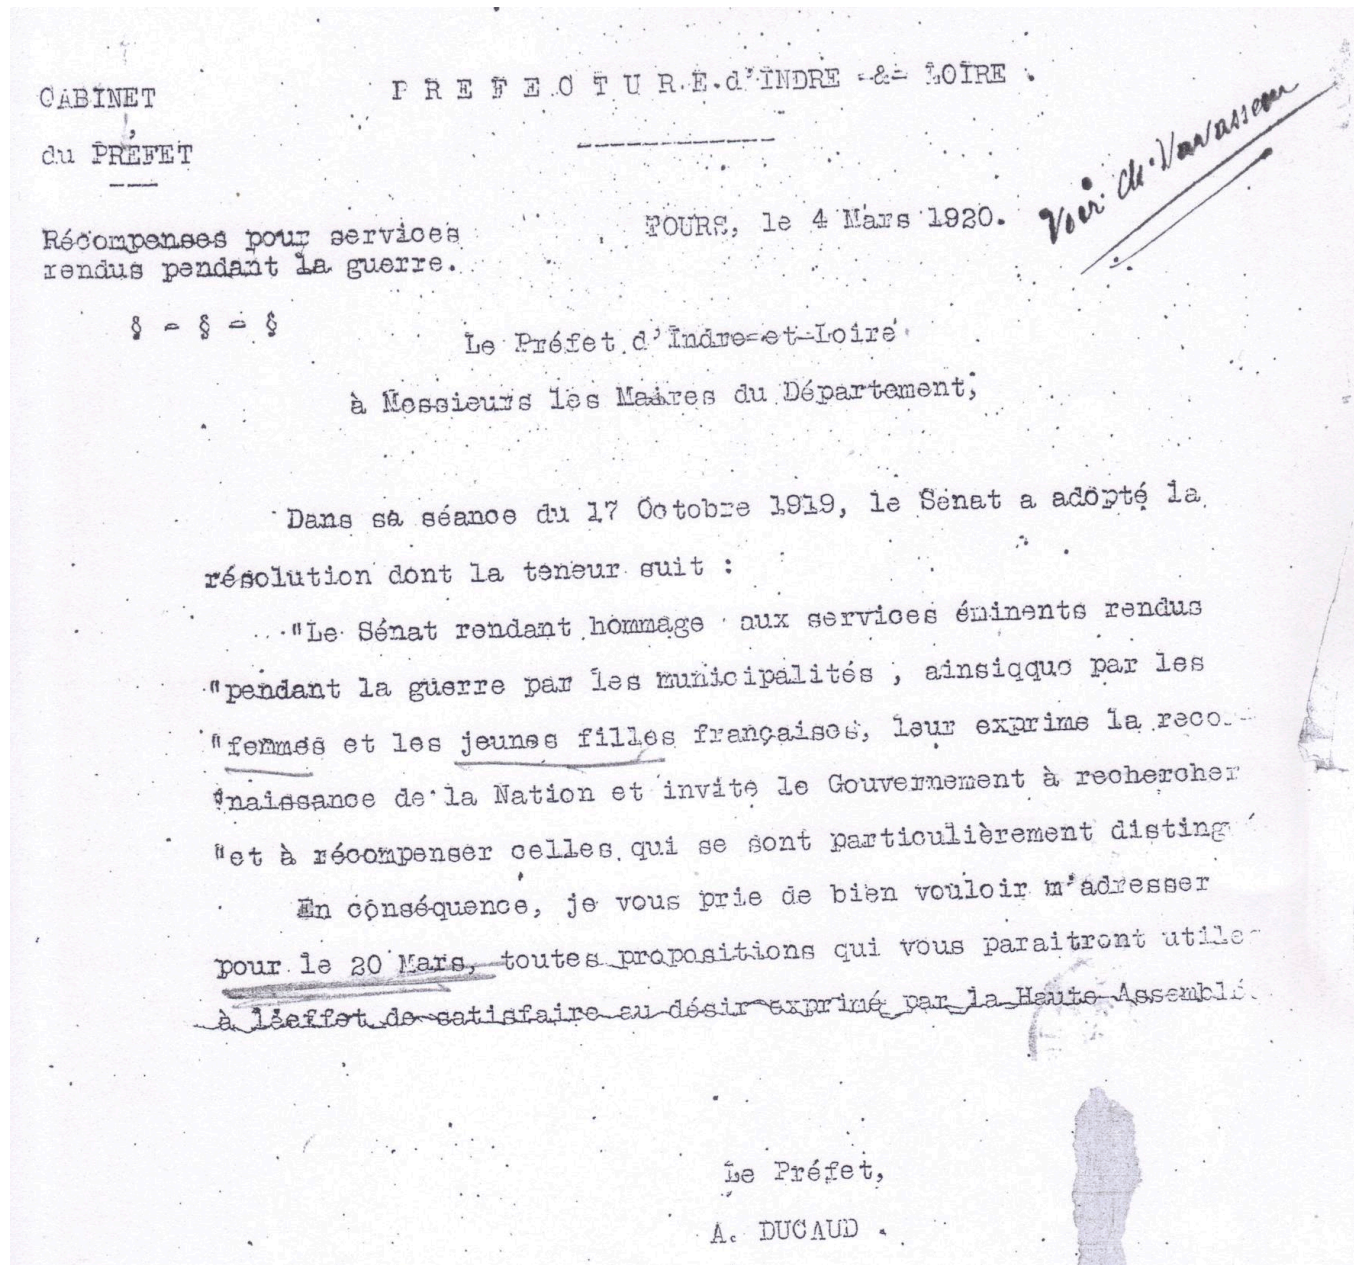 CABINET
du PRÉFET
PREFECTURE.d'INDRE -&- LOIRE .
Voir Ch. Vavasseur
Récompenses pour services
rendus pendant la guerre.
§ - § - §
TOURS, le 4 Mars 1920.
Le Préfet d'Indre-et-Loire
à Messieurs les Maires du Département,
Dans sa séance du 17 Octobre 1919, le Sénat a adopté la
résolution dont la teneur suit :
"Le Sénat rendant hommage aux services éminents rendus
"pendant la guerre par les municipalités , ainsiqque par les
"femmes et les jeunes filles françaises, leur exprime la recon-
"naissance de la Nation et invite le Gouvernement à rechercher
"et à récompenser celles qui se sont particulièrement distingué
En conséquence, je vous prie de bien vouloir m'adresser
pour le 20 Mars, toutes propositions qui vous paraitront utiles
à l'effet de satisfaire au désir exprimé par la Haute Assemblé
Le Préfet,
A. DUCAUD .